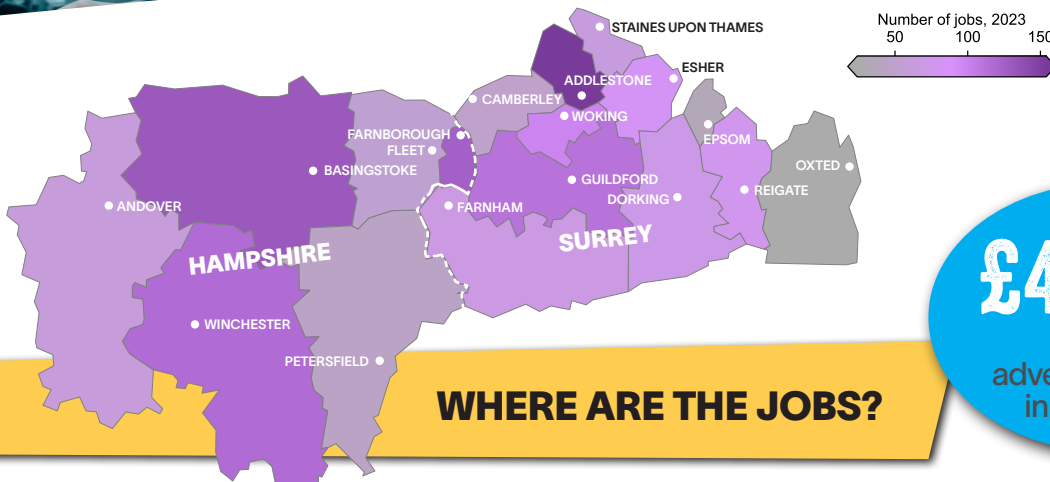 STAINES UPON THAMES
Number of jobs, 2023
50 100 150
ESHER
ADDLESTONE
CAMBERLEY
WOKING
FARNBOROUGH
FLEET
EPSOM
BASINGSTOKE
OXTED
GUILDFORD
REIGATE
DORKING
ANDOVER
FARNHAM
SURREY
HAMPSHIRE
WINCHESTER
PETERSFIELD
£4
WHERE ARE THE JOBS?
in